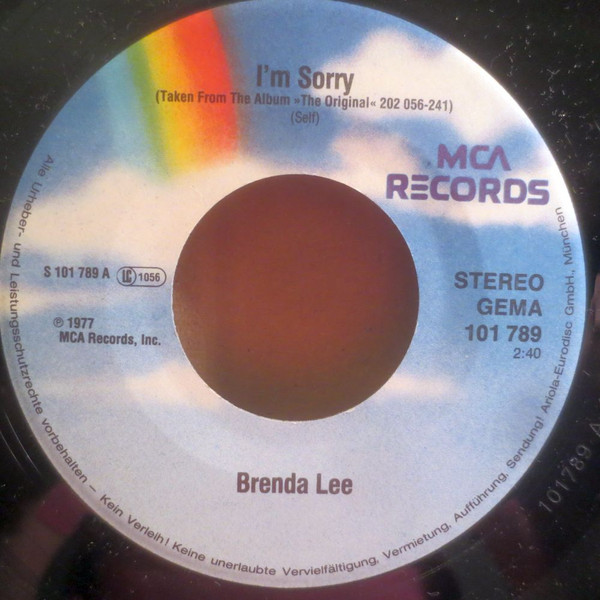 I'm Sorry
(Taken From The Album »The Original« 202 056-241)
(Self)
MCA
RECORDS
S 101 789 A LC 1056
℗ 1977
MCA Records, Inc.
STEREO
GEMA
101 789
2:40
Brenda Lee
Alle Urheber- und Leistungsschutzrechte vorbehalten – Kein Verleih! Keine unerlaubte Vervielfältigung, Vermietung, Aufführung, Sendung! Ariola-Eurodisc GmbH., München
101789 A